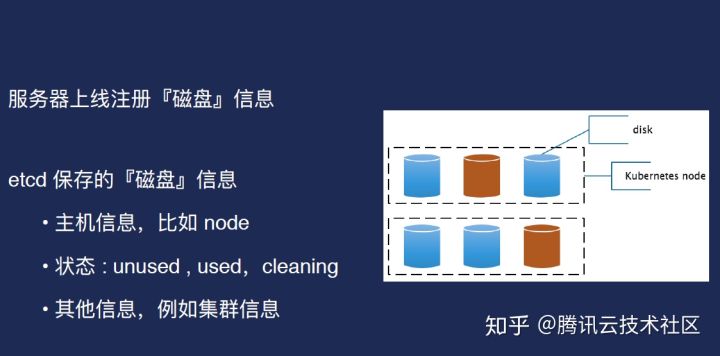 服务器上线注册『磁盘』信息
etcd 保存的『磁盘』信息
• 主机信息，比如 node
• 状态 : unused , used，cleaning
• 其他信息，例如集群信息
disk
Kubernetes node
知乎 @腾讯云技术社区